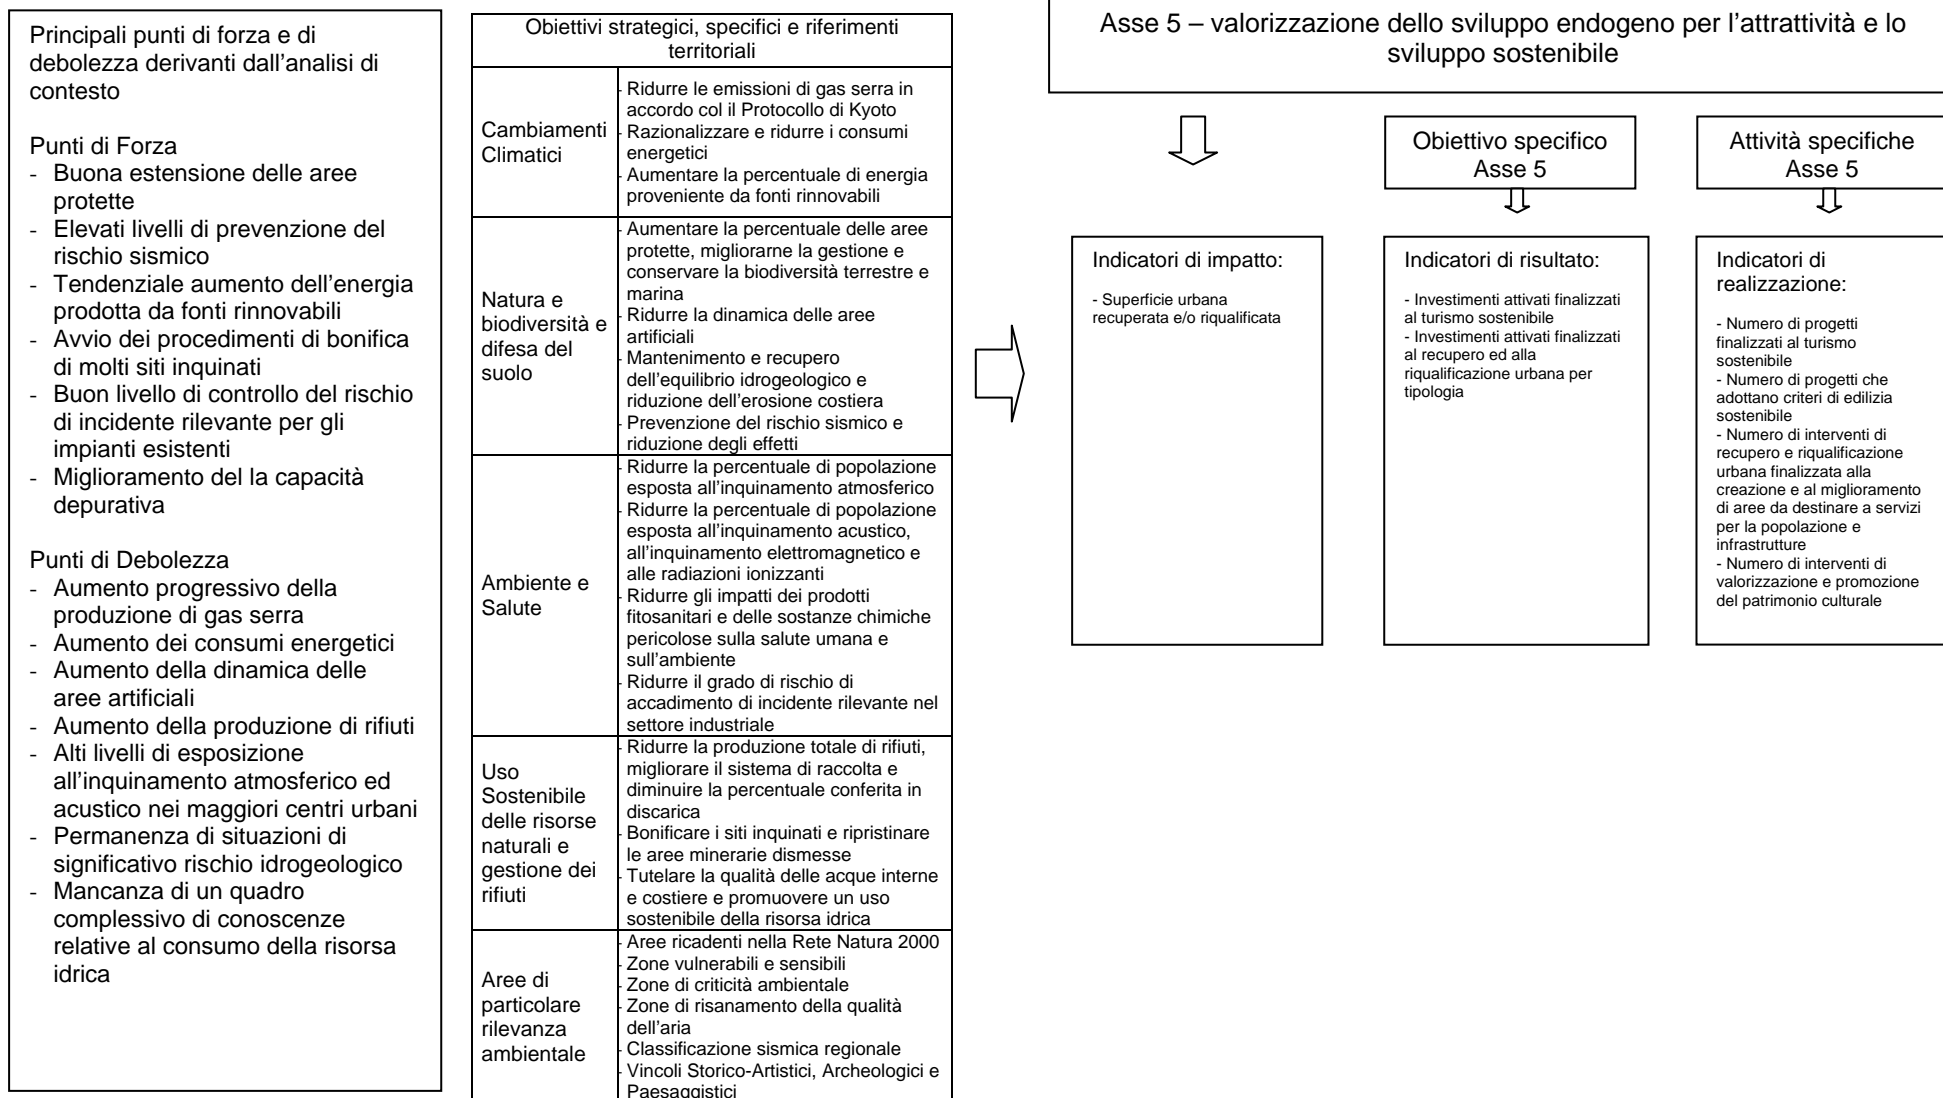 Principali punti di forza e di
debolezza derivanti dall'analisi di
contesto
Punti di Forza
- Buona estensione delle aree
protette
- Elevati livelli di prevenzione del
rischio sismico
- Tendenziale aumento dell'energia
prodotta da fonti rinnovabili
- Avvio dei procedimenti di bonifica
di molti siti inquinati
- Buon livello di controllo del rischio
di incidente rilevante per gli
impianti esistenti
- Miglioramento del la capacità
depurativa
Punti di Debolezza
- Aumento progressivo della
produzione di gas serra
- Aumento dei consumi energetici
- Aumento della dinamica delle
aree artificiali
- Aumento della produzione di rifiuti
- Alti livelli di esposizione
all'inquinamento atmosferico ed
acustico nei maggiori centri urbani
- Permanenza di situazioni di
significativo rischio idrogeologico
- Mancanza di un quadro
complessivo di conoscenze
relative al consumo della risorsa
idrica
Obiettivi strategici, specifici e riferimenti
territoriali
Cambiamenti
Climatici
- Ridurre le emissioni di gas serra in
accordo col il Protocollo di Kyoto
- Razionalizzare e ridurre i consumi
energetici
- Aumentare la percentuale di energia
proveniente da fonti rinnovabili
Natura e
biodiversità e
difesa del
suolo
- Aumentare la percentuale delle aree
protette, migliorarne la gestione e
conservare la biodiversità terrestre e
marina
- Ridurre la dinamica delle aree
artificiali
- Mantenimento e recupero
dell'equilibrio idrogeologico e
riduzione dell'erosione costiera
- Prevenzione del rischio sismico e
riduzione degli effetti
Ambiente e
Salute
- Ridurre la percentuale di popolazione
esposta all'inquinamento atmosferico
- Ridurre la percentuale di popolazione
esposta all'inquinamento acustico,
all'inquinamento elettromagnetico e
alle radiazioni ionizzanti
- Ridurre gli impatti dei prodotti
fitosanitari e delle sostanze chimiche
pericolose sulla salute umana e
sull'ambiente
- Ridurre il grado di rischio di
accadimento di incidente rilevante nel
settore industriale
Uso
Sostenibile
delle risorse
naturali e
gestione dei
rifiuti
- Ridurre la produzione totale di rifiuti,
migliorare il sistema di raccolta e
diminuire la percentuale conferita in
discarica
- Bonificare i siti inquinati e ripristinare
le aree minerarie dismesse
- Tutelare la qualità delle acque interne
e costiere e promuovere un uso
sostenibile della risorsa idrica
Aree di
particolare
rilevanza
ambientale
- Aree ricadenti nella Rete Natura 2000
- Zone vulnerabili e sensibili
- Zone di criticità ambientale
- Zone di risanamento della qualità
dell'aria
- Classificazione sismica regionale
- Vincoli Storico-Artistici, Archeologici e
Paesaggistici
Asse 5 – valorizzazione dello sviluppo endogeno per l'attrattività e lo
sviluppo sostenibile
Obiettivo specifico
Asse 5
Attività specifiche
Asse 5
Indicatori di impatto:
- Superficie urbana
recuperata e/o riqualificata
Indicatori di risultato:
- Investimenti attivati finalizzati
al turismo sostenibile
- Investimenti attivati finalizzati
al recupero ed alla
riqualificazione urbana per
tipologia
Indicatori di
realizzazione:
- Numero di progetti
finalizzati al turismo
sostenibile
- Numero di progetti che
adottano criteri di edilizia
sostenibile
- Numero di interventi di
recupero e riqualificazione
urbana finalizzata alla
creazione e al miglioramento
di aree da destinare a servizi
per la popolazione e
infrastrutture
- Numero di interventi di
valorizzazione e promozione
del patrimonio culturale